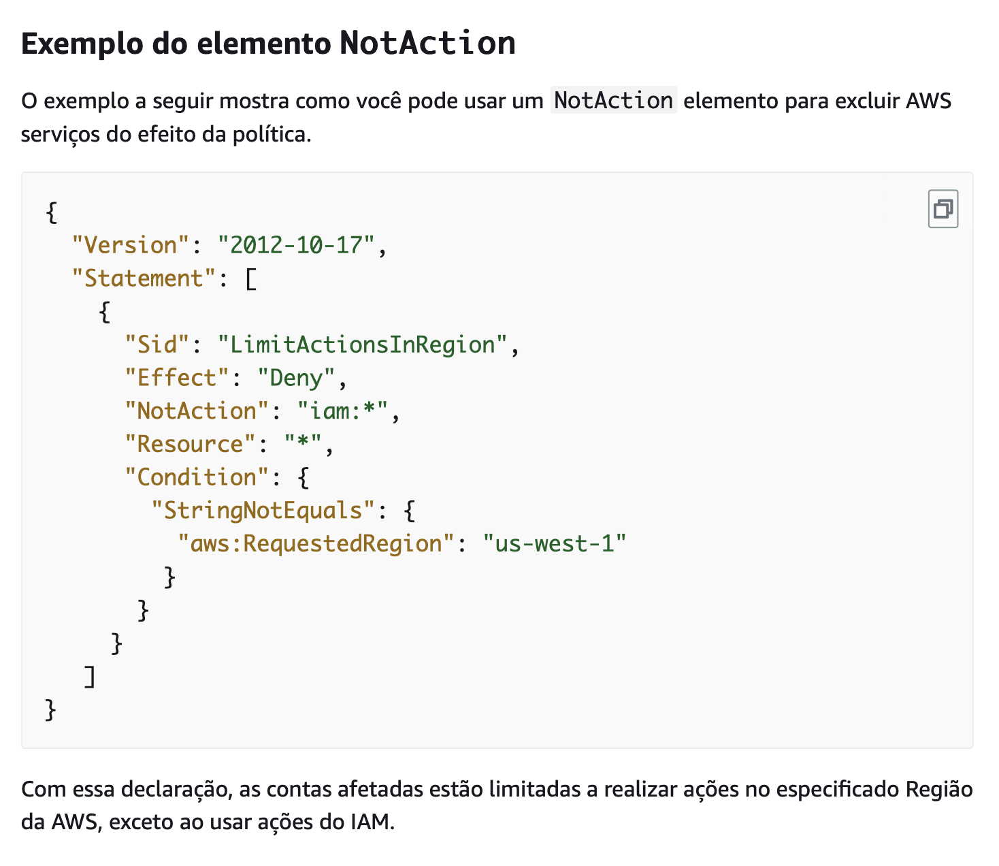 Exemplo do elemento NotAction
O exemplo a seguir mostra como você pode usar um NotAction elemento para excluir AWS
serviços do efeito da política.
{
  "Version": "2012-10-17",
  "Statement": [
    {
      "Sid": "LimitActionsInRegion",
      "Effect": "Deny",
      "NotAction": "iam:*",
      "Resource": "*",
      "Condition": {
        "StringNotEquals": {
          "aws:RequestedRegion": "us-west-1"
         }
       }
     }
   ]
}
Com essa declaração, as contas afetadas estão limitadas a realizar ações no especificado Região
da AWS, exceto ao usar ações do IAM.